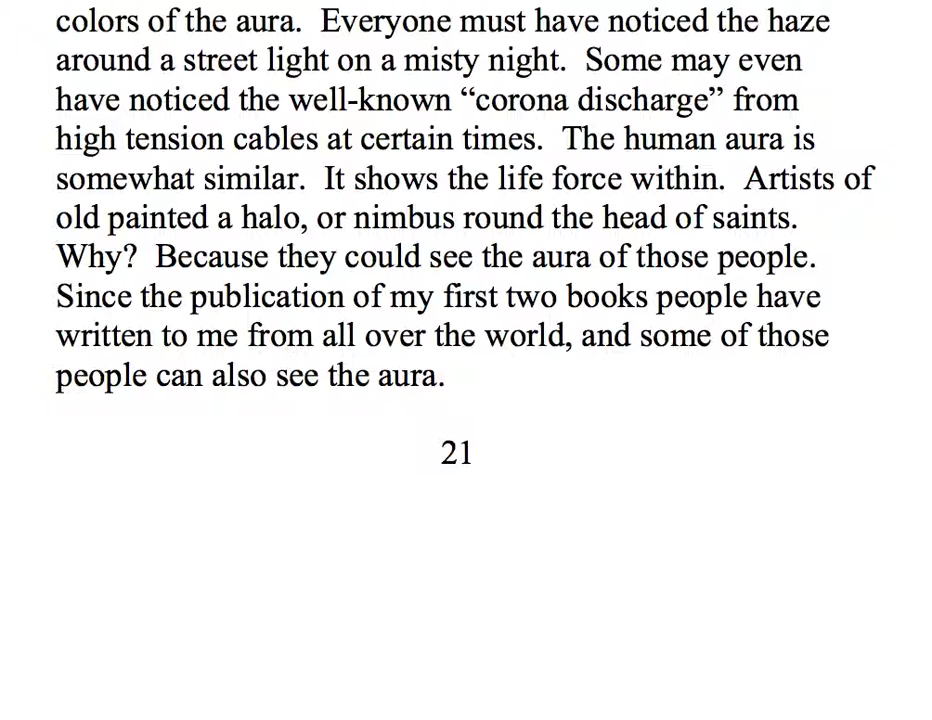 colors of the aura.  Everyone must have noticed the haze
around a street light on a misty night.  Some may even
have noticed the well-known “corona discharge” from
high tension cables at certain times.  The human aura is
somewhat similar.  It shows the life force within.  Artists of
old painted a halo, or nimbus round the head of saints.
Why?  Because they could see the aura of those people.
Since the publication of my first two books people have
written to me from all over the world, and some of those
people can also see the aura.
21